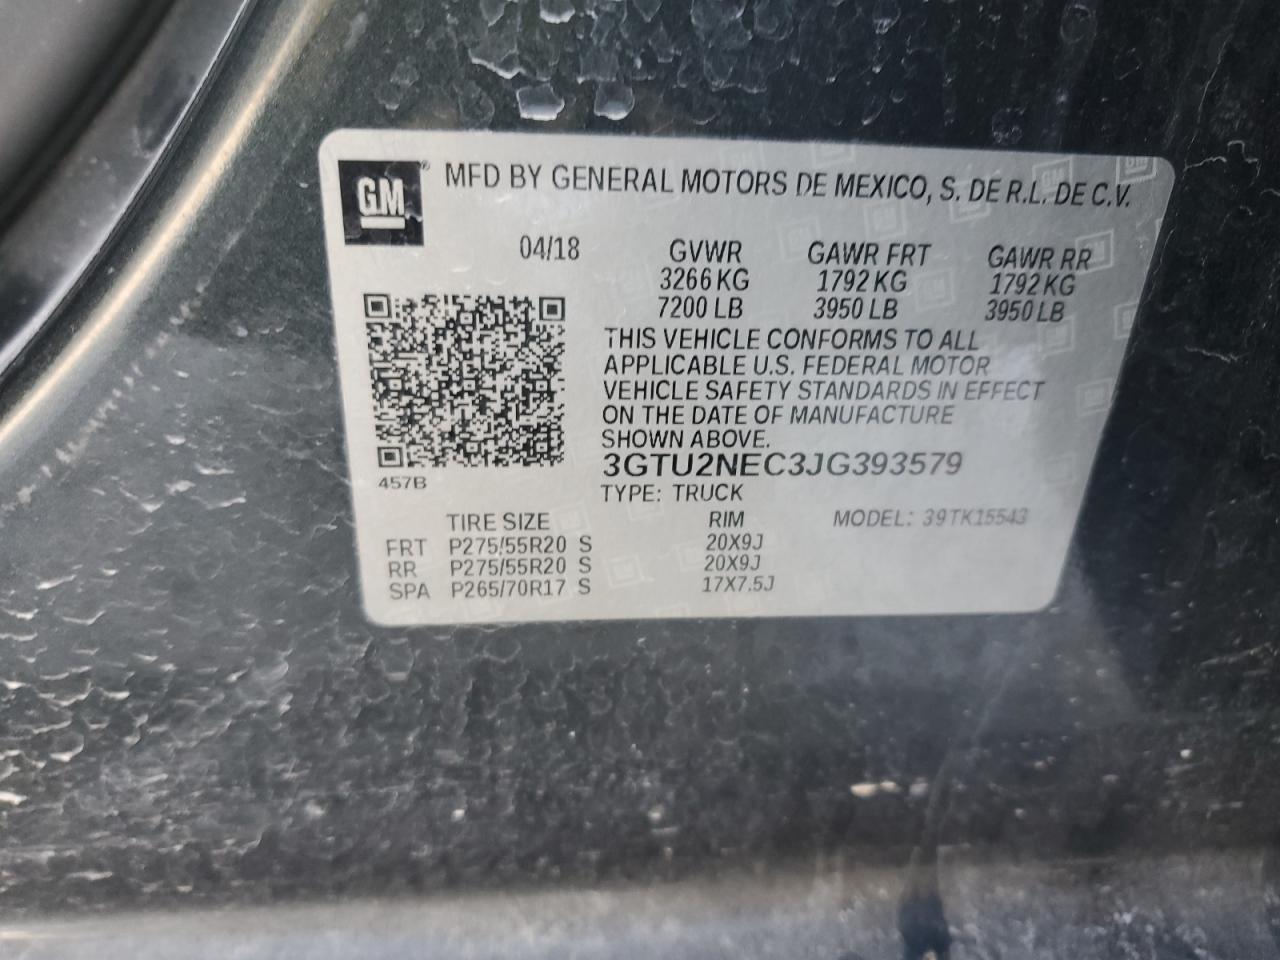 GM® MFD BY GENERAL MOTORS DE MEXICO, S. DE R.L. DE C.V.
04/18
GVWR GAWR FRT GAWR RR
3266 KG 1792 KG 1792 KG
7200 LB 3950 LB 3950 LB
THIS VEHICLE CONFORMS TO ALL
APPLICABLE U.S. FEDERAL MOTOR
VEHICLE SAFETY STANDARDS IN EFFECT
ON THE DATE OF MANUFACTURE
SHOWN ABOVE.
3GTU2NEC3JG393579
457B
TYPE: TRUCK
TIRE SIZE RIM MODEL: 39TK15543
FRT P275/55R20 S 20X9J
RR P275/55R20 S 20X9J
SPA P265/70R17 S 17X7.5J